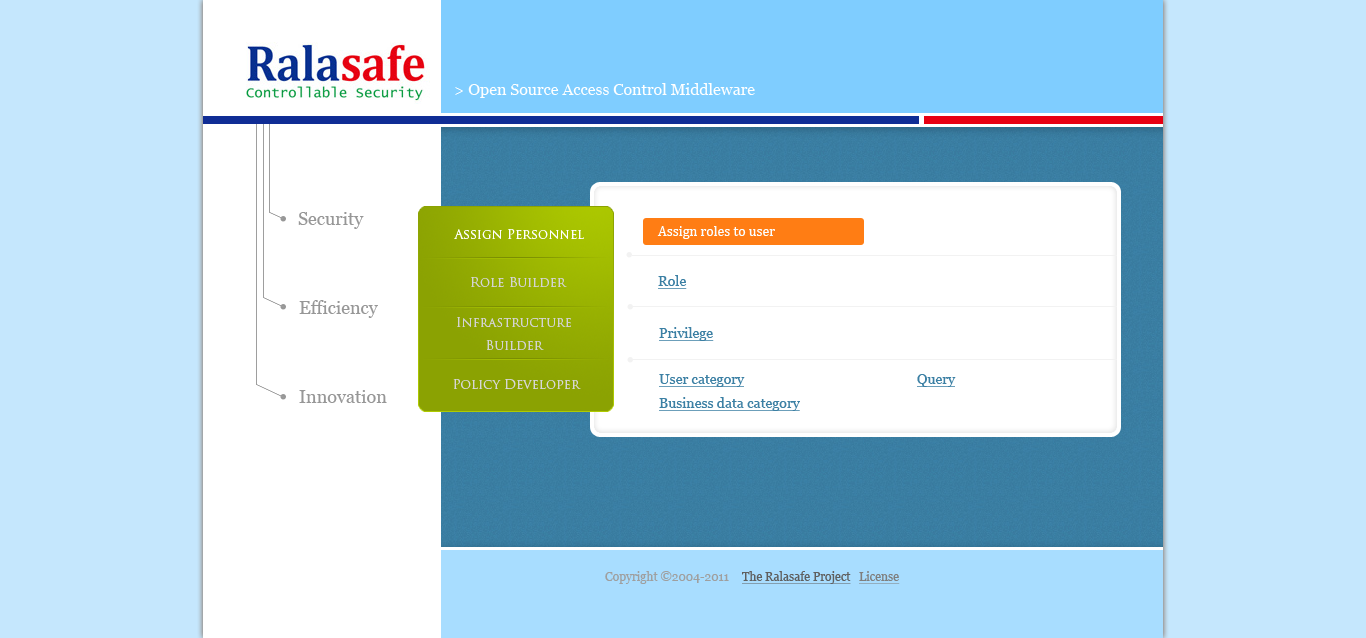 Ralasafe
Controllable Security
> Open Source Access Control Middleware
Security
Efficiency
Innovation
ASSIGN PERSONNEL
ROLE BUILDER
INFRASTRUCTURE
BUILDER
POLICY DEVELOPER
Assign roles to user
Role
Privilege
User category Query
Business data category
Copyright ©2004-2011 The Ralasafe Project License